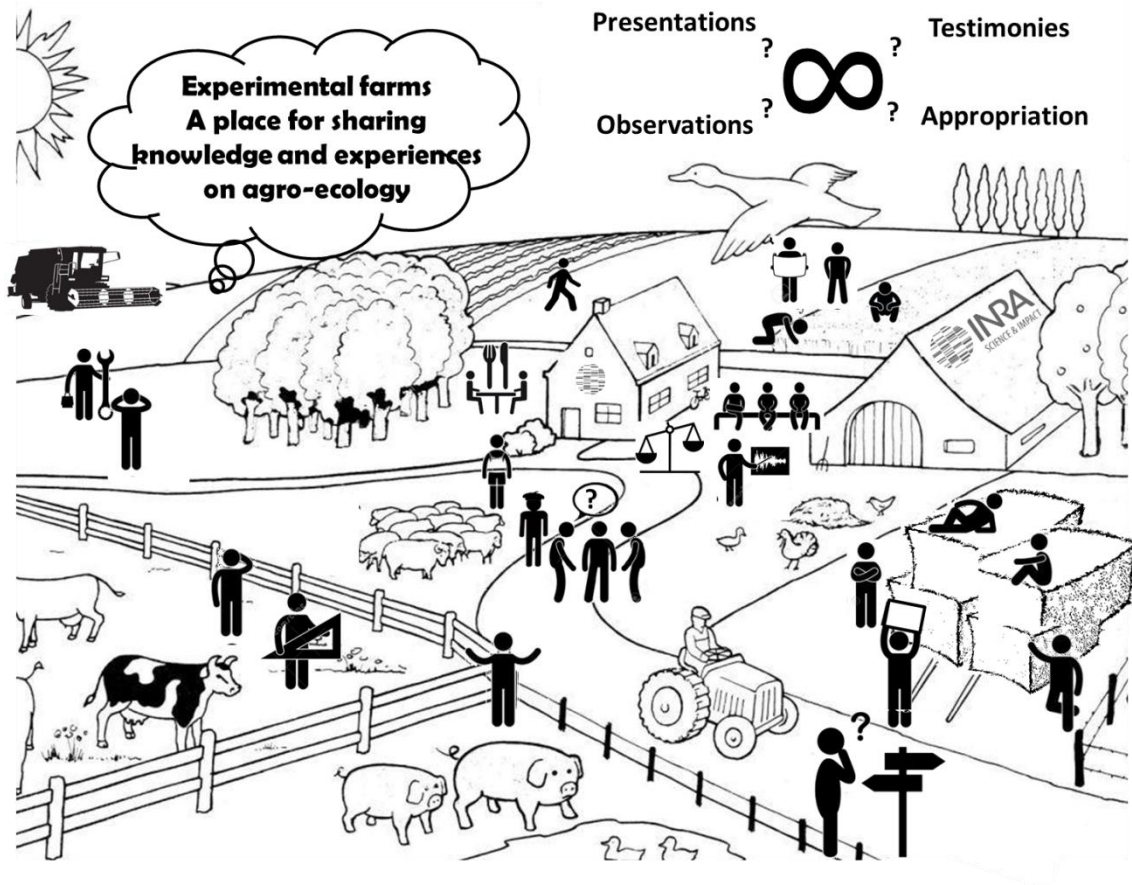 Experimental farms
A place for sharing
knowledge and experiences
on agro-ecology
Presentations
?
?
Testimonies
Observations
?
?
Appropriation
INRA
SCIENCE & IMPACT
?
?